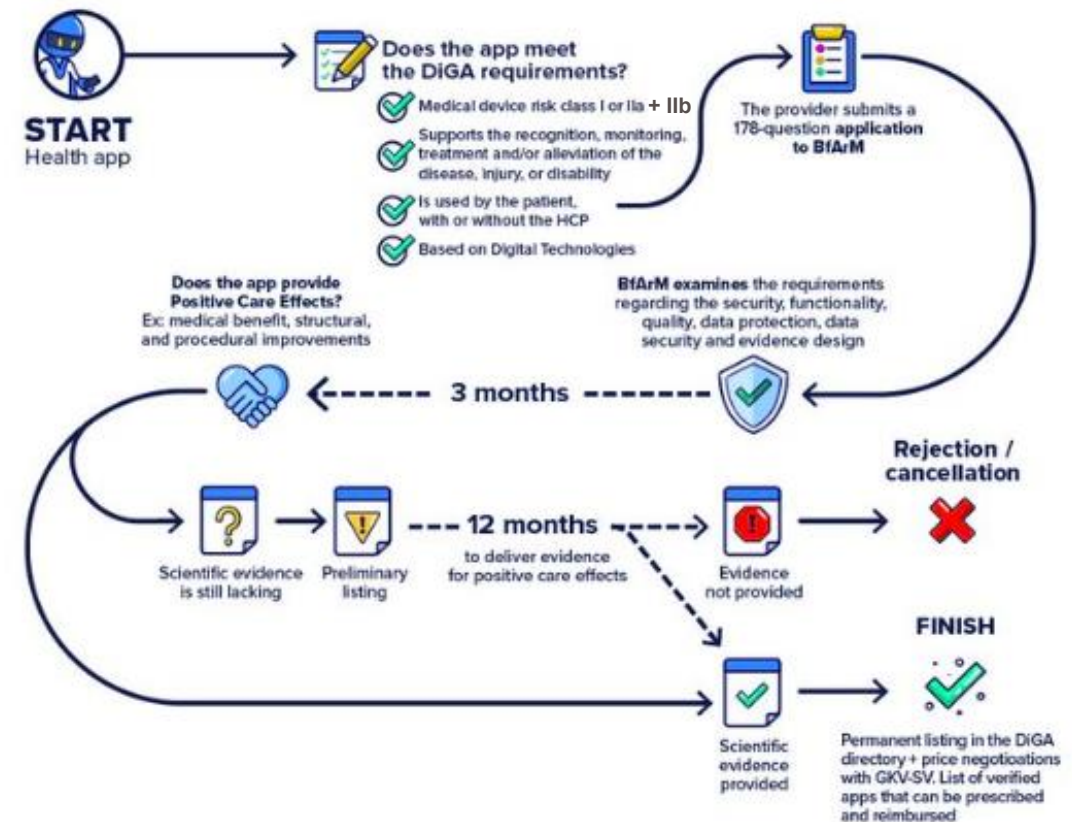 START
Health app
Does the app meet
the DiGA requirements?
Medical device risk class I or IIa + IIb
Supports the recognition, monitoring,
treatment and/or alleviation of the
disease, injury, or disability
Is used by the patient,
with or without the HCP
Based on Digital Technologies
The provider submits a
178-question application
to BfArM
Does the app provide
Positive Care Effects?
Ex: medical benefit, structural,
and procedural improvements
BfArM examines the requirements
regarding the security, functionality,
quality, data protection, data
security and evidence design
3 months
Rejection /
cancellation
?
!
12 months
to deliver evidence
for positive care effects
!
Scientific evidence
is still lacking
Preliminary
listing
Evidence
not provided
FINISH
Scientific
evidence
provided
Permanent listing in the DiGA
directory + price negotioations
with GKV-SV. List of verified
apps that can be prescribed
and reimbursed